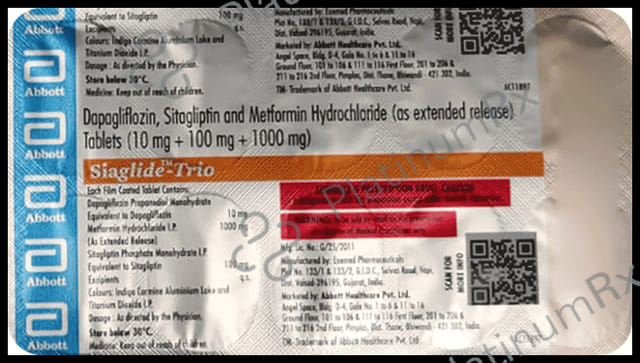 Equivalent to Sitagliptin 100 mg
Excipients q.s.
Colours: Indigo Carmine Aluminium Lake and
Titanium Dioxide I.P.
Dosage : As directed by the Physician.
Store below 30°C.
Medicine: Keep out of reach of children.
Manufactured by: Exemed Pharmaceuticals
Plot No. 133/1 & 133/2, G.I.D.C., Selvas Road, Vapi,
Dist. Valsad-396195, Gujarat, India.
Marketed by: Abbott Healthcare Pvt. Ltd.
Angel Space, Bldg. D-4, Gala No. 1 to 6 & 11 to 16
Ground Floor, 101 to 106 & 111 to 116 First Floor, 201 to 206 &
211 to 216 2nd Floor, Pimplas, Dist. Thane, Bhiwandi - 421 302, India.
TM- Trademark of Abbott Healthcare Pvt. Ltd.
SCAN FOR
Dapagliflozin, Sitagliptin and Metformin Hydrochloride (as extended release)
Tablets (10 mg + 100 mg + 1000 mg)
Siaglide™-Trio
Each Film Coated Tablet Contains:
Dapagliflozin Propanediol Monohydrate
Equivalent to Dapagliflozin 10 mg
Metformin Hydrochloride I.P. 1000 mg
(As Extended Release)
Sitagliptin Phosphate Monohydrate I.P.
Equivalent to Sitagliptin 100 mg
Excipients q.s.
Colours: Indigo Carmine Aluminium Lake and
Titanium Dioxide I.P.
Dosage : As directed by the Physician.
Store below 30°C.
Medicine: Keep out of reach of children.
Mfg. Lic. No.: G/25/2011
Manufactured by: Exemed Pharmaceuticals
Plot No. 133/1 & 133/2, G.I.D.C., Selvas Road, Vapi,
Dist. Valsad-396195, Gujarat, India.
Marketed by: Abbott Healthcare Pvt. Ltd.
Angel Space, Bldg. D-4, Gala No. 1 to 6 & 11 to 16
Ground Floor, 101 to 106 & 111 to 116 First Floor, 201 to 206 &
211 to 216 2nd Floor, Pimplas, Dist. Thane, Bhiwandi - 421 302, India.
TM- Trademark of Abbott Healthcare Pvt. Ltd.
SCAN FOR
MORE INFO
Abbott
Abbott
Abbott
Abbott
Abbott
Abbott
PlatinumRx
PlatinumRx